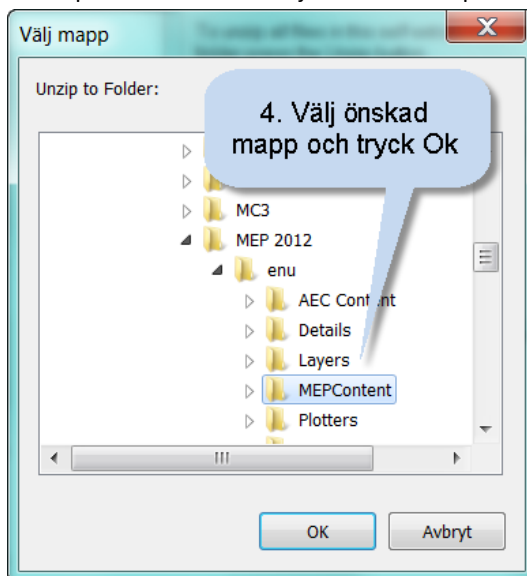 Välj mapp
Unzip to Folder:
4. Välj önskad
mapp och tryck Ok
MC3
MEP 2012
enu
AEC Content
Details
Layers
MEPContent
Plotters
OK
Avbryt